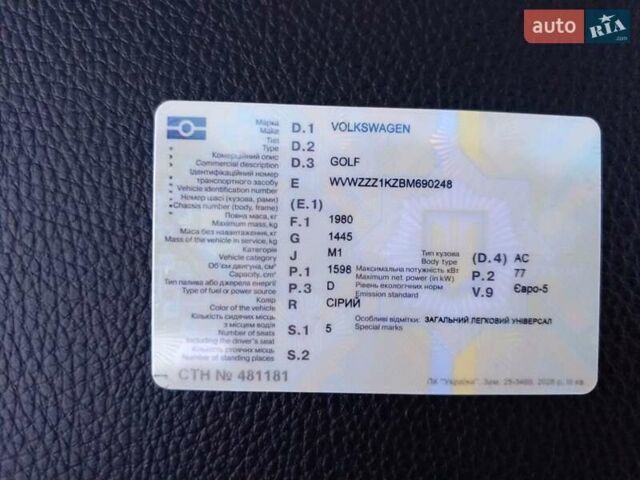 auto RIA .com
Марка
Make D.1 VOLKSWAGEN
Тип
Type D.2
Комерційний опис
Commercial description D.3 GOLF
Ідентифікаційний номер
транспортного засобу
Vehicle identification number E WVWZZZ1KZBM690248
Номер шасі (кузова, рами)
Chassis number (body, frame) (E.1)
Повна маса, кг
Maximum mass, kg F.1 1980
Маса без навантаження, кг
Mass of the vehicle in service, kg G 1445
Категорія
Vehicle category J M1 Тип кузова
Body type (D.4) AC
Об'єм двигуна, см³
Capacity, cm³ P.1 1598 Максимальна потужність кВт
Maximum net power (in kW) P.2 77
Тип палива або джерела енергії
Type of fuel or power source P.3 D Рівень екологічних норм
Emission standard V.9 Євро-5
Колір
Color of the vehicle R СІРИЙ
Кількість сидячих місць
з місцем водія
Number of seats
including the driver's seat S.1 5 Особливі відмітки: ЗАГАЛЬНИЙ ЛЕГКОВИЙ УНІВЕРСАЛ
Special marks
Кількість стоячих місць
Number of standing places S.2
СТН № 481181
ПК "Україна". Зам.